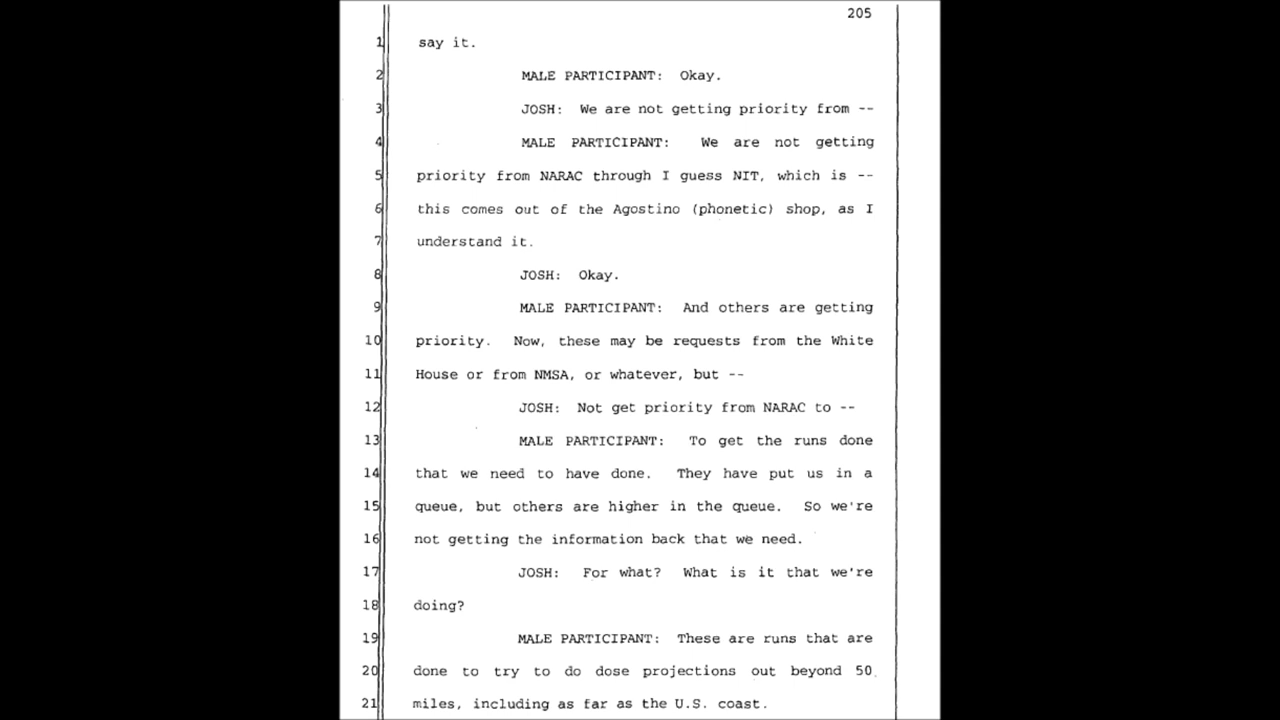 205
1 say it.
2 MALE PARTICIPANT: Okay.
3 JOSH: We are not getting priority from --
4 MALE PARTICIPANT: We are not getting
5 priority from NARAC through I guess NIT, which is --
6 this comes out of the Agostino (phonetic) shop, as I
7 understand it.
8 JOSH: Okay.
9 MALE PARTICIPANT: And others are getting
10 priority. Now, these may be requests from the White
11 House or from NMSA, or whatever, but --
12 JOSH: Not get priority from NARAC to --
13 MALE PARTICIPANT: To get the runs done
14 that we need to have done. They have put us in a
15 queue, but others are higher in the queue. So we're
16 not getting the information back that we need.
17 JOSH: For what? What is it that we're
18 doing?
19 MALE PARTICIPANT: These are runs that are
20 done to try to do dose projections out beyond 50
21 miles, including as far as the U.S. coast.